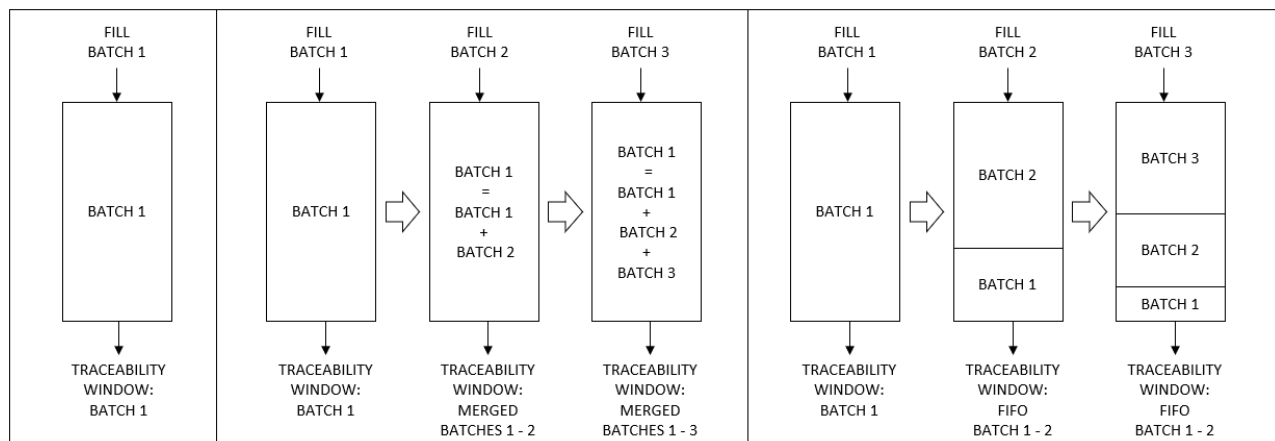 FILL
BATCH 1
BATCH 1
TRACEABILITY
WINDOW:
BATCH 1
FILL
BATCH 1
BATCH 1
TRACEABILITY
WINDOW:
BATCH 1
FILL
BATCH 2
BATCH 1
=
BATCH 1
+
BATCH 2
TRACEABILITY
WINDOW:
MERGED
BATCHES 1 - 2
FILL
BATCH 3
BATCH 1
=
BATCH 1
+
BATCH 2
+
BATCH 3
TRACEABILITY
WINDOW:
MERGED
BATCHES 1 - 3
FILL
BATCH 1
BATCH 1
TRACEABILITY
WINDOW:
BATCH 1
FILL
BATCH 2
BATCH 2
BATCH 1
TRACEABILITY
WINDOW:
FIFO
BATCH 1 - 2
FILL
BATCH 3
BATCH 3
BATCH 2
BATCH 1
TRACEABILITY
WINDOW:
FIFO
BATCH 1 - 2